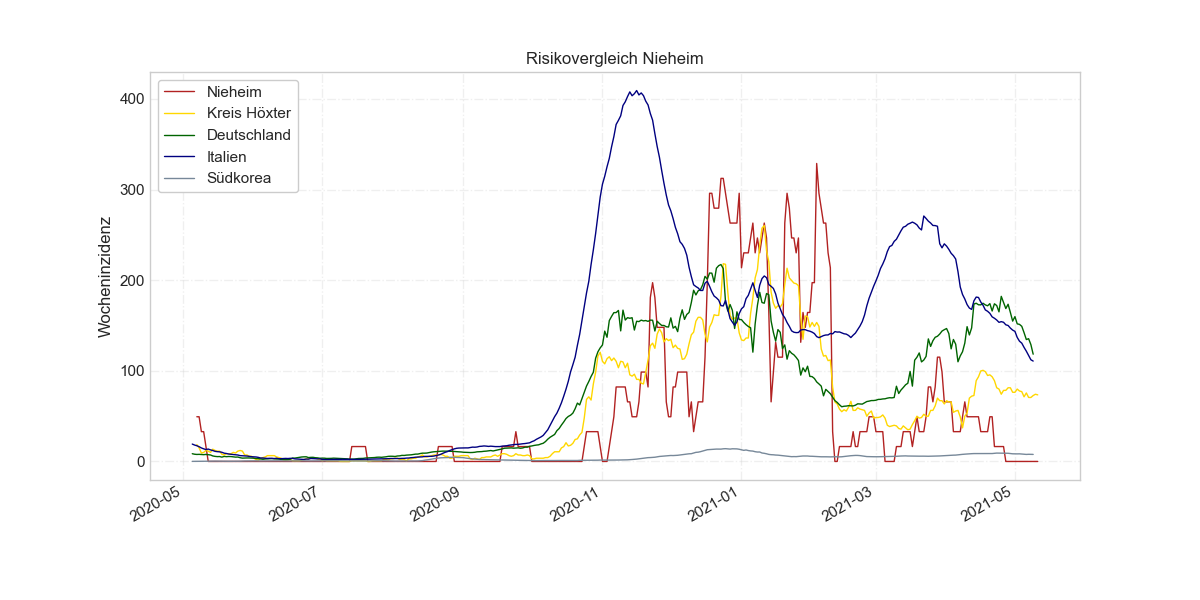 Risikovergleich Nieheim
Nieheim
Kreis Höxter
Deutschland
Italien
Südkorea
Wocheninzidenz
400
300
200
100
0
2020-05
2020-07
2020-09
2020-11
2021-01
2021-03
2021-05